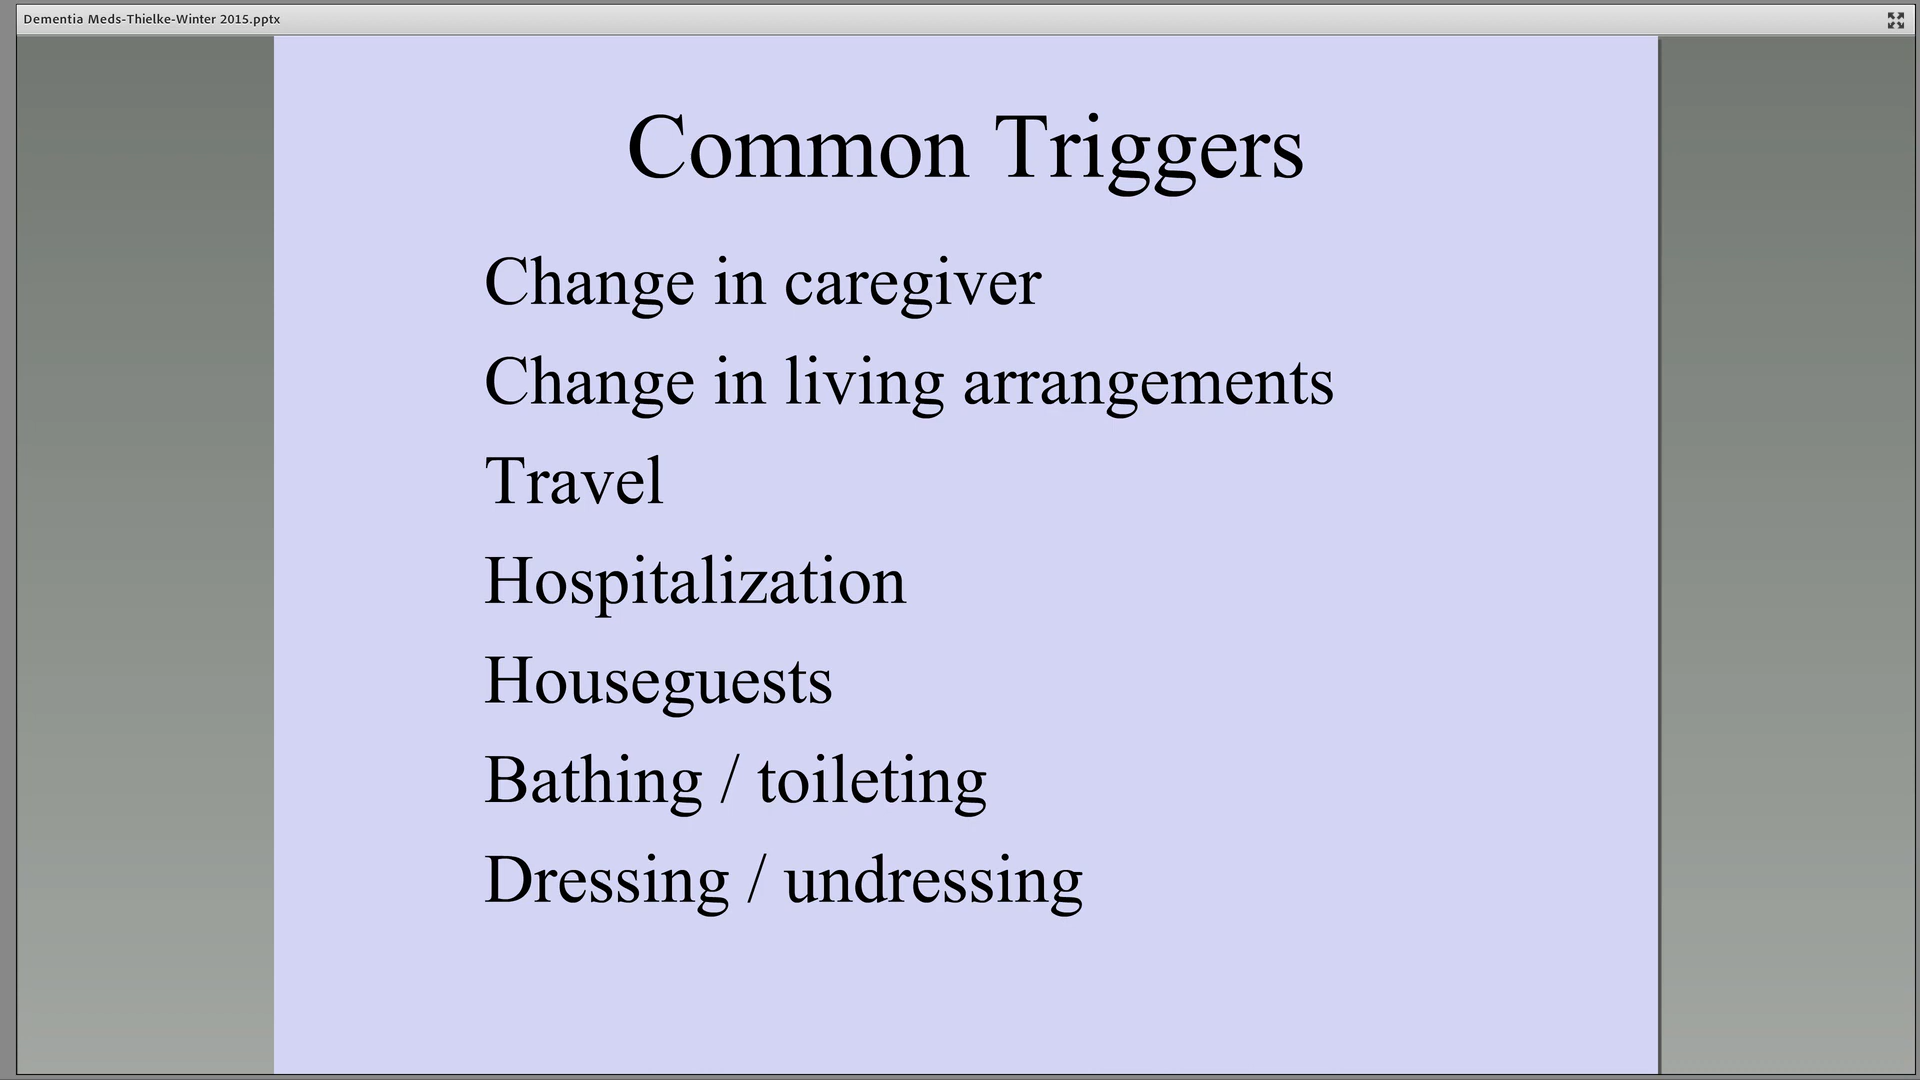 Dementia Meds-Thielke-Winter 2015.pptx
Common Triggers
Change in caregiver
Change in living arrangements
Travel
Hospitalization
Houseguests
Bathing / toileting
Dressing / undressing